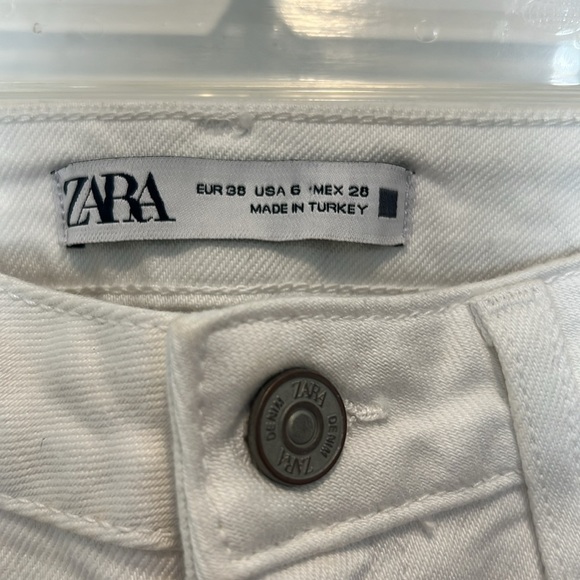 ZARA
EUR 38 USA 6 MEX 28
MADE IN TURKEY
ZARA
DENIM
ZARA
DENIM